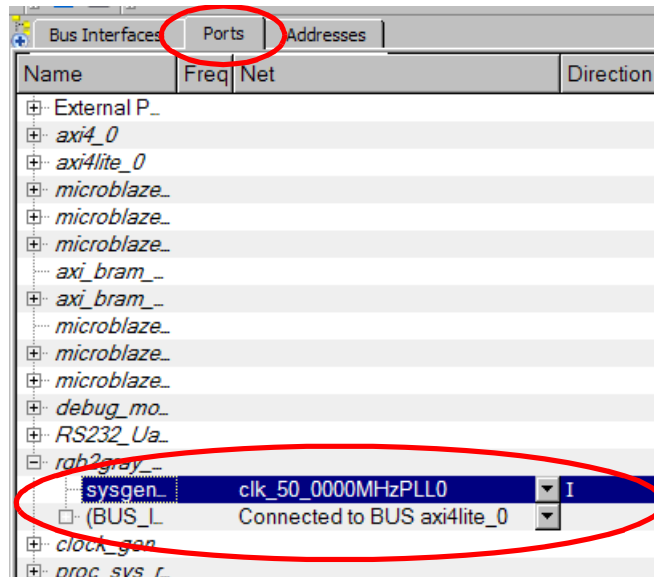 Bus Interfaces Ports Addresses
Name Freq Net Direction
External P...
axi4_0
axi4lite_0
microblaze...
microblaze...
microblaze...
axi_bram_...
axi_bram_...
microblaze...
microblaze...
microblaze...
debug_mo...
RS232_Ua...
rgb2gray_...
sysgen... clk_50_0000MHzPLL0 I
(BUS_I... Connected to BUS axi4lite_0
clock_gen...
proc_sys_r...